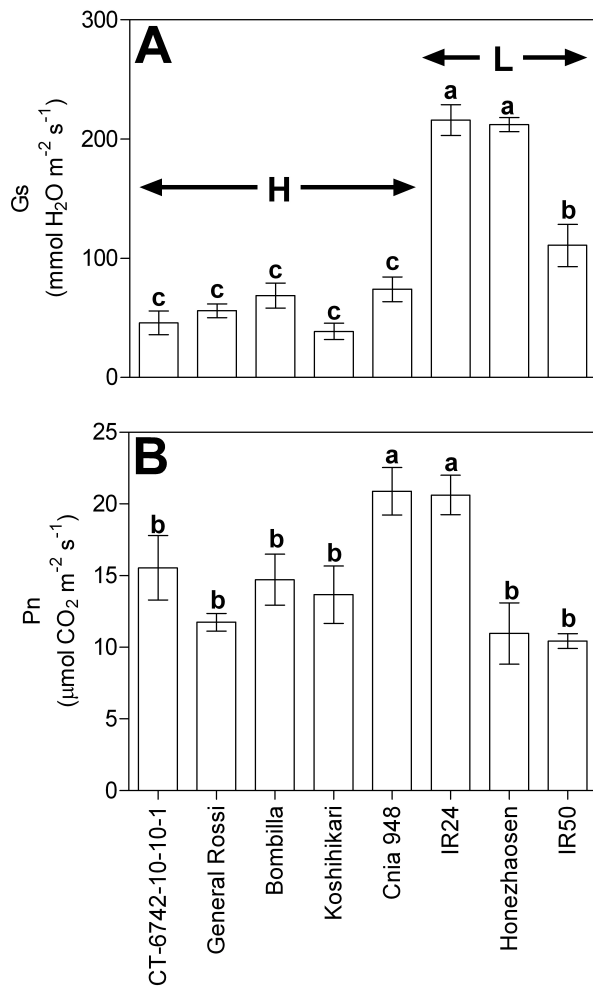 A
300
200
100
0
Gs
(mmol H₂O m⁻² s⁻¹)
H
L
c
c
c
c
c
a
a
b
B
25
20
15
10
5
0
Pn
(µmol CO₂ m⁻² s⁻¹)
b
b
b
b
a
a
b
b
CT-6742-10-10-1
General Rossi
Bombilla
Koshihikari
Cnia 948
IR24
Honezhaosen
IR50